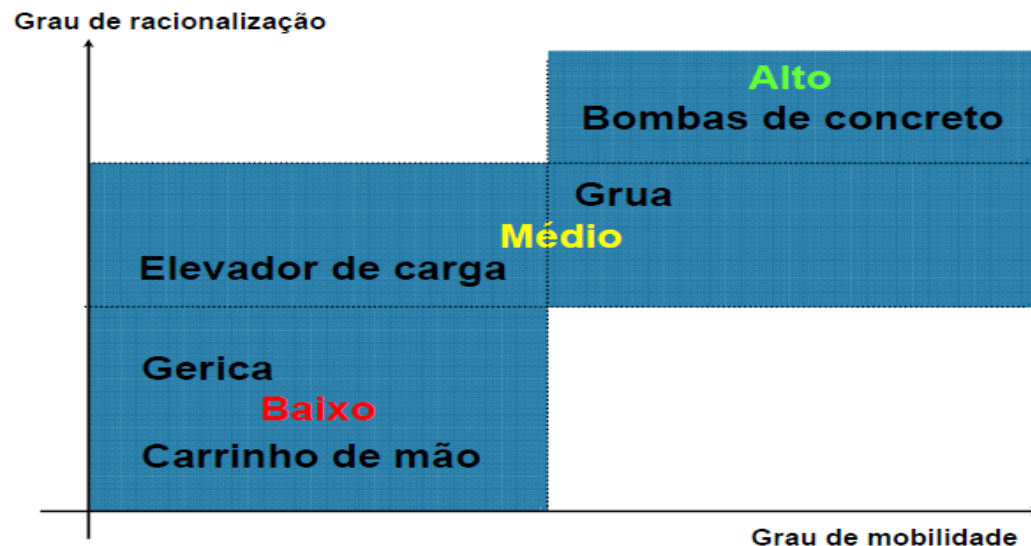 Grau de racionalização
Alto
Bombas de concreto
Grua
Médio
Elevador de carga
Gerica
Baixo
Carrinho de mão
Grau de mobilidade